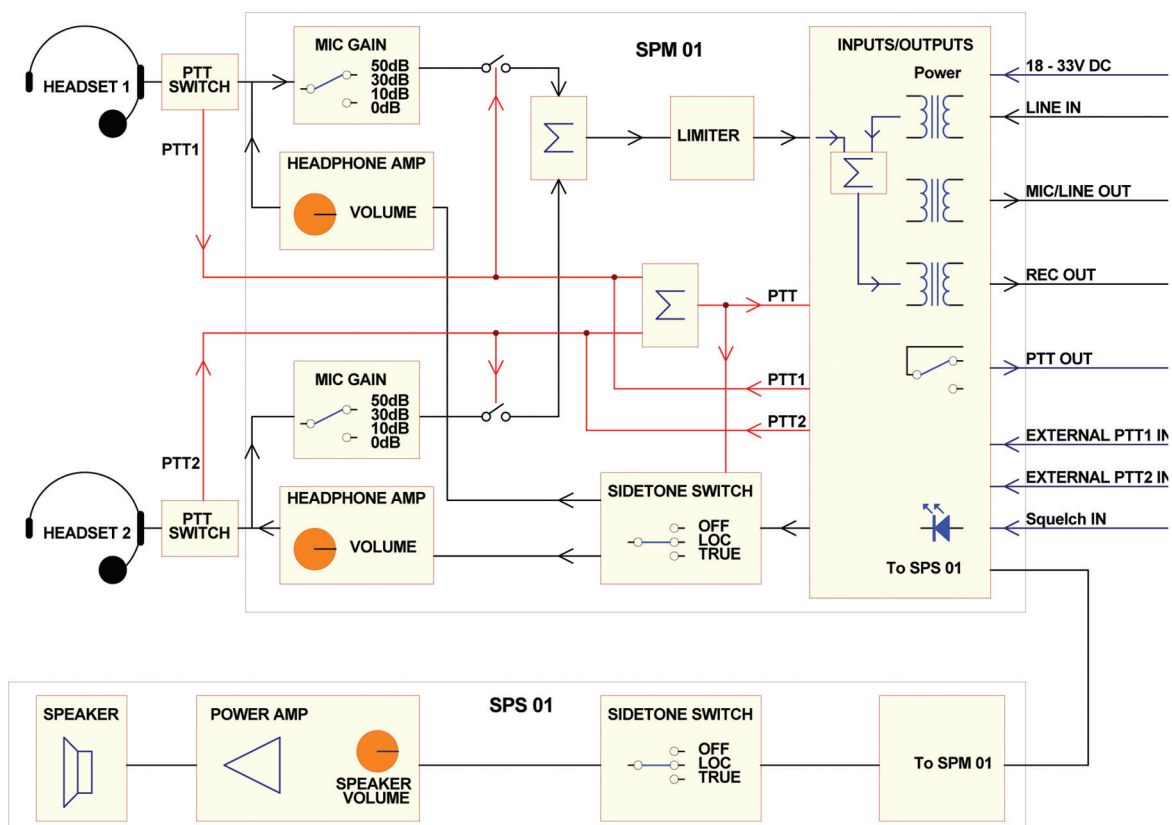 SPM 01
HEADSET 1
PTT
SWITCH
PTT1
MIC GAIN
50dB
30dB
10dB
0dB
HEADPHONE AMP
VOLUME
Σ
LIMITER
INPUTS/OUTPUTS
Power
Σ
18 - 33V DC
LINE IN
MIC/LINE OUT
REC OUT
PTT OUT
EXTERNAL PTT1 IN
EXTERNAL PTT2 IN
Squelch IN
To SPS 01
Σ
PTT
PTT1
PTT2
MIC GAIN
50dB
30dB
10dB
0dB
PTT2
HEADSET 2
PTT
SWITCH
HEADPHONE AMP
VOLUME
SIDETONE SWITCH
OFF
LOC
TRUE
SPS 01
SPEAKER
POWER AMP
SPEAKER
VOLUME
SIDETONE SWITCH
OFF
LOC
TRUE
To SPM 01